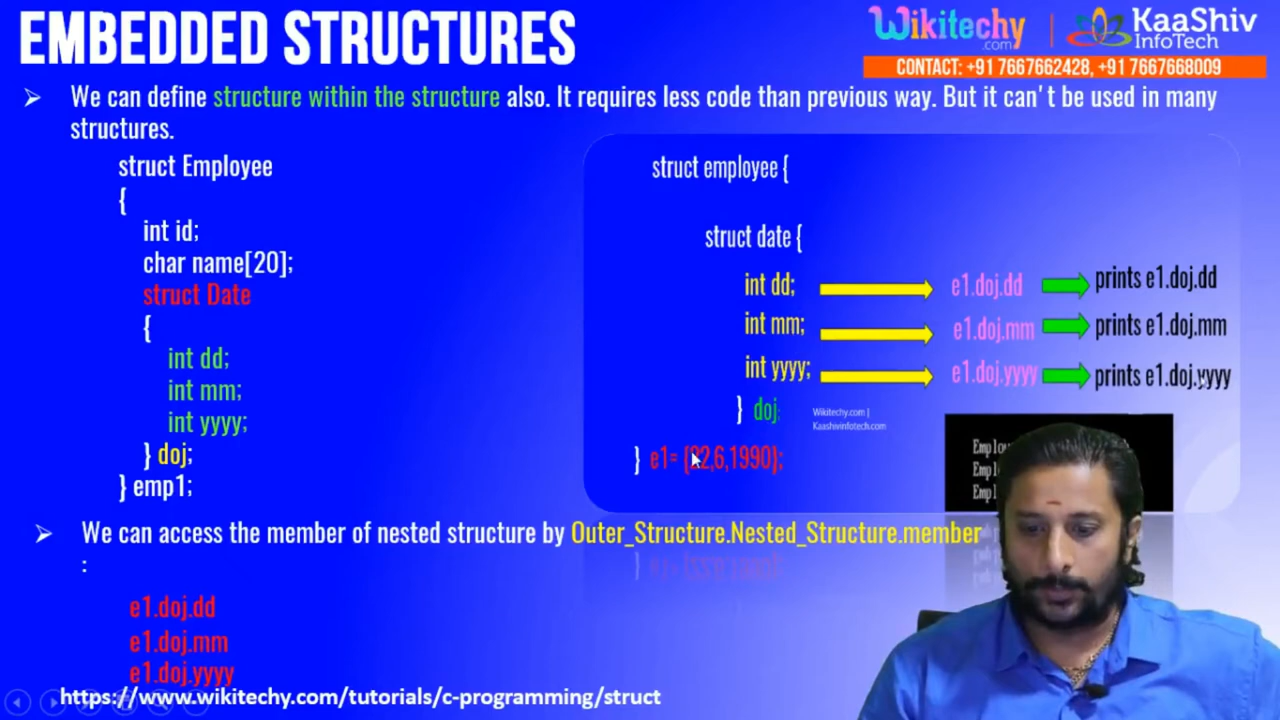 EMBEDDED STRUCTURES
Wikitechy
.com
KaaShiv
InfoTech
CONTACT: +91 7667662428, +91 7667668009
We can define structure within the structure also. It requires less code than previous way. But it can't be used in many
structures.
struct Employee
{
int id;
char name[20];
struct Date
{
int dd;
int mm;
int yyyy;
} doj;
} emp1;
struct employee {
struct date {
int dd; e1.doj.dd prints e1.doj.dd
int mm; e1.doj.mm prints e1.doj.mm
int yyyy; e1.doj.yyyy prints e1.doj.yyyy
} doj;
Wikitechy.com |
Kaashivinfotech.com
} e1= {22,6,1990};
We can access the member of nested structure by Outer_Structure.Nested_Structure.member
:
e1.doj.dd
e1.doj.mm
e1.doj.yyyy
https://www.wikitechy.com/tutorials/c-programming/struct